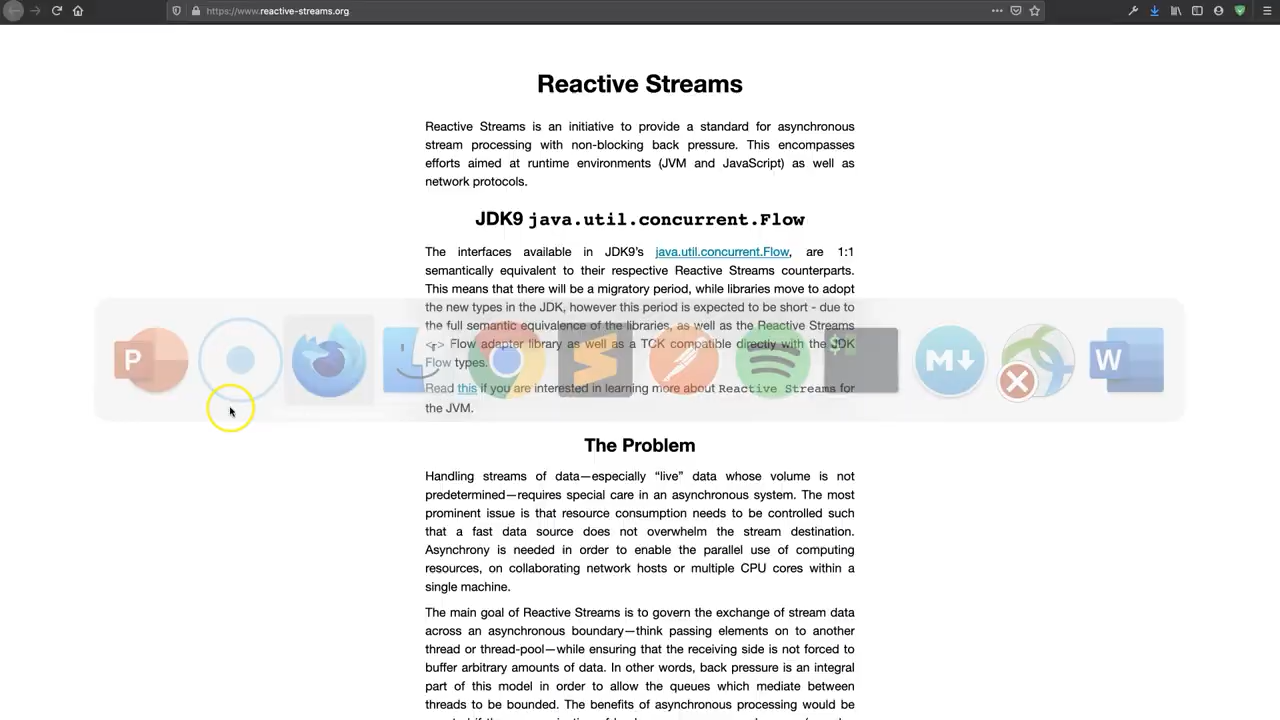 https://www.reactive-streams.org
Reactive Streams
Reactive Streams is an initiative to provide a standard for asynchronous
stream processing with non-blocking back pressure. This encompasses
efforts aimed at runtime environments (JVM and JavaScript) as well as
network protocols.
JDK9 java.util.concurrent.Flow
The interfaces available in JDK9's java.util.concurrent.Flow, are 1:1
semantically equivalent to their respective Reactive Streams counterparts.
This means that there will be a migratory period, while libraries move to adopt
the new types in the JDK, however this period is expected to be short - due to
the full semantic equivalence of the libraries, as well as the Reactive Streams
<-> Flow adapter library as well as a TCK compatible directly with the JDK
Flow types.
P
S
$
M
W
Read this if you are interested in learning more about Reactive Streams for
the JVM.
The Problem
Handling streams of data—especially “live” data whose volume is not
predetermined—requires special care in an asynchronous system. The most
prominent issue is that resource consumption needs to be controlled such
that a fast data source does not overwhelm the stream destination.
Asynchrony is needed in order to enable the parallel use of computing
resources, on collaborating network hosts or multiple CPU cores within a
single machine.
The main goal of Reactive Streams is to govern the exchange of stream data
across an asynchronous boundary—think passing elements on to another
thread or thread-pool—while ensuring that the receiving side is not forced to
buffer arbitrary amounts of data. In other words, back pressure is an integral
part of this model in order to allow the queues which mediate between
threads to be bounded. The benefits of asynchronous processing would be